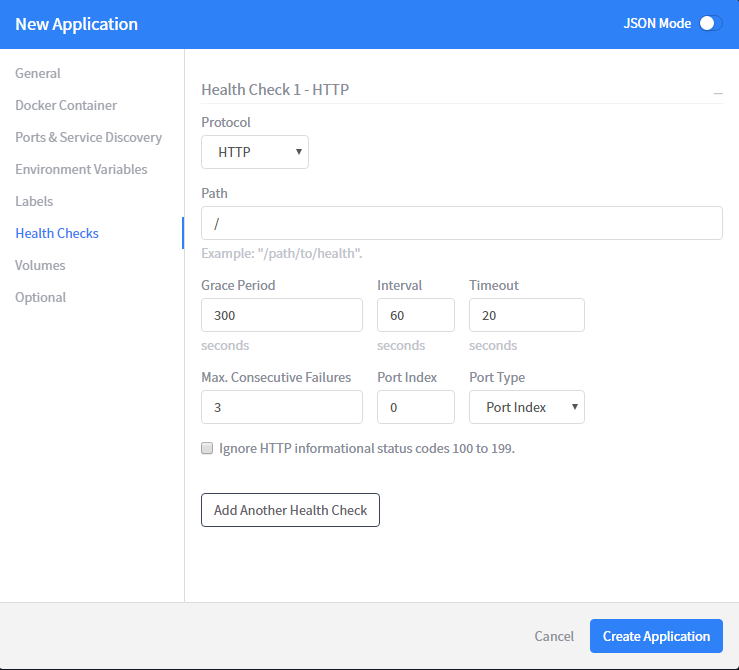 New Application
JSON Mode
General
Docker Container
Ports & Service Discovery
Environment Variables
Labels
Health Checks
Volumes
Optional
Health Check 1 - HTTP
Protocol
HTTP
Path
/
Example: "/path/to/health".
Grace Period Interval Timeout
300 60 20
seconds seconds seconds
Max. Consecutive Failures Port Index Port Type
3 0 Port Index
Ignore HTTP informational status codes 100 to 199.
Add Another Health Check
Cancel Create Application